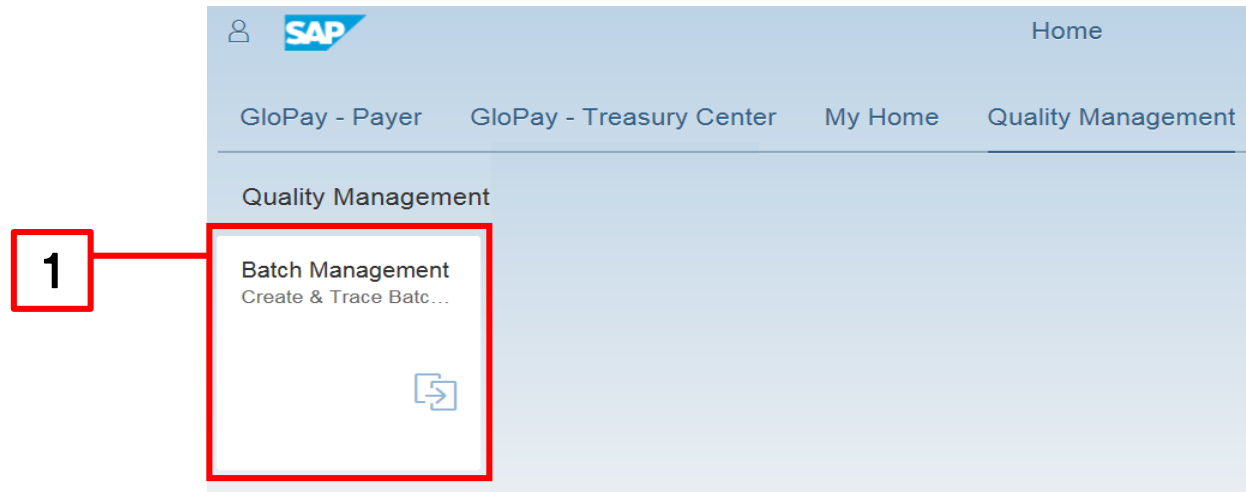 SAP Home
GloPay - Payer GloPay - Treasury Center My Home Quality Management
Quality Management
1
Batch Management
Create & Trace Batc...